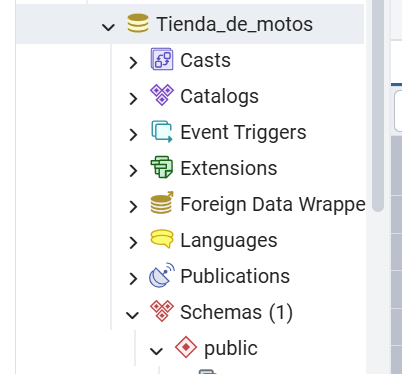 Tienda_de_motos
Casts
Catalogs
Event Triggers
Extensions
Foreign Data Wrappe
Languages
Publications
Schemas (1)
public